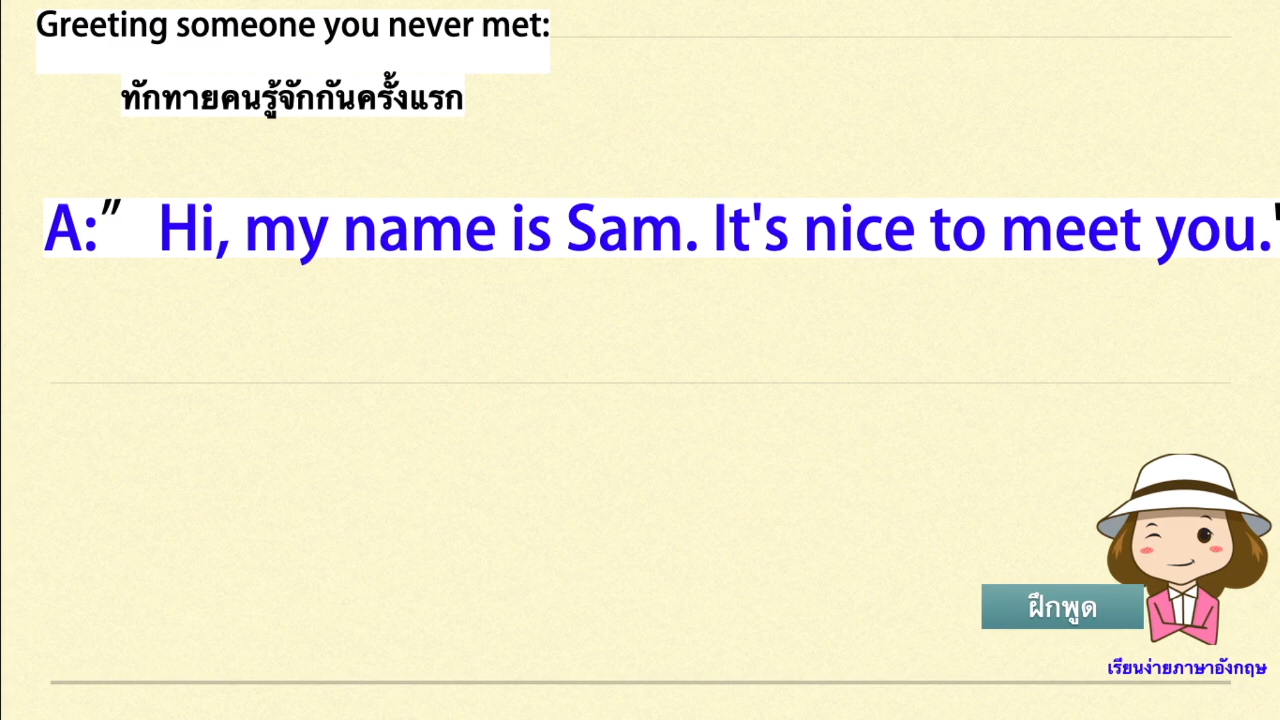 Greeting someone you never met:
ทักทายคนรู้จักกันครั้งแรก
A:” Hi, my name is Sam. It's nice to meet you.'
ฝึกพูด
เรียนง่ายภาษาอังกฤษ